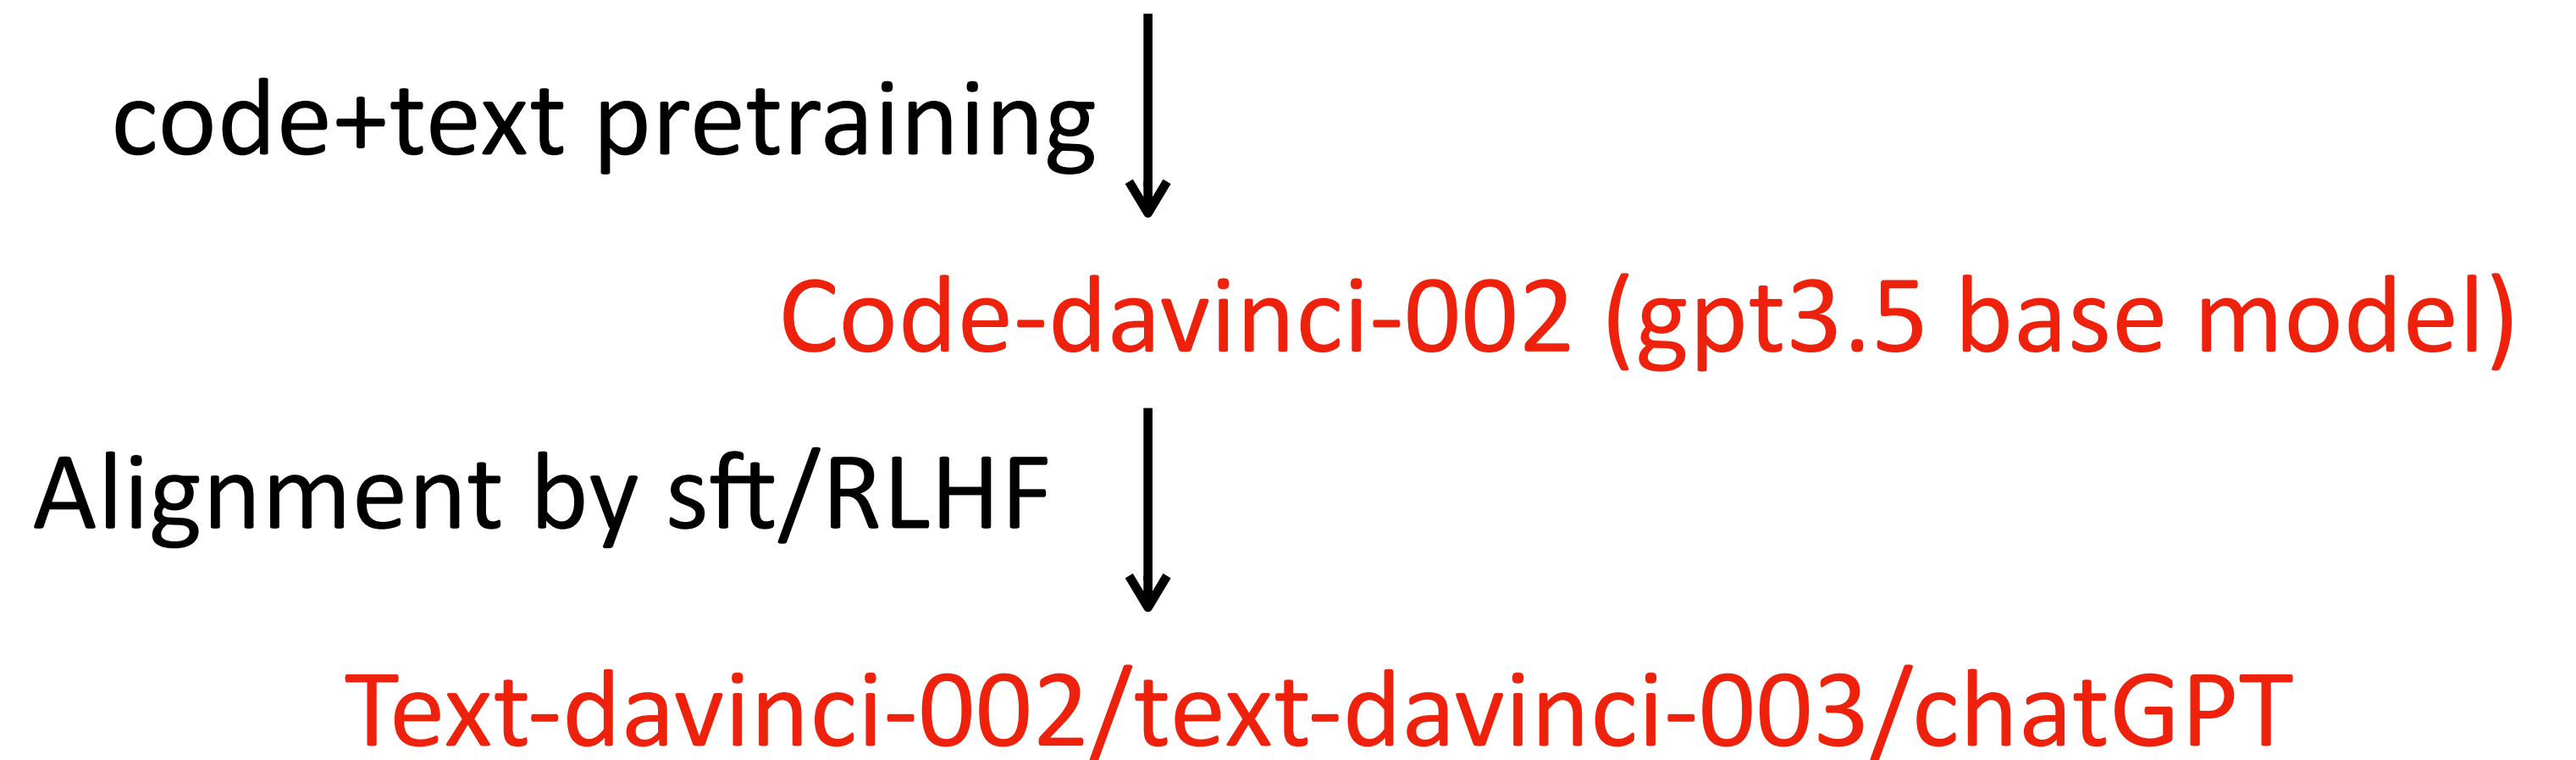 code+text pretraining
Code-davinci-002 (gpt3.5 base model)
Alignment by sft/RLHF
Text-davinci-002/text-davinci-003/chatGPT